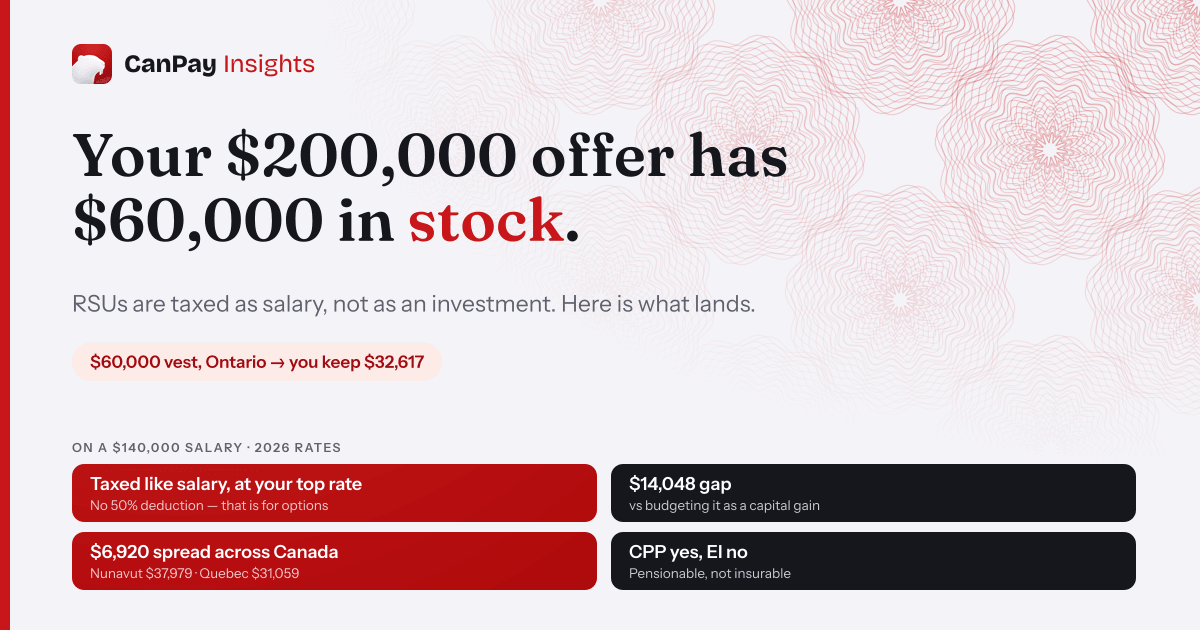 CanPay Insights
Your $200,000 offer has
$60,000 in stock.
RSUs are taxed as salary, not as an investment. Here is what lands.
$60,000 vest, Ontario → you keep $32,617
ON A $140,000 SALARY · 2026 RATES
Taxed like salary, at your top rate
No 50% deduction — that is for options
$14,048 gap
vs budgeting it as a capital gain
$6,920 spread across Canada
Nunavut $37,979 · Quebec $31,059
CPP yes, EI no
Pensionable, not insurable